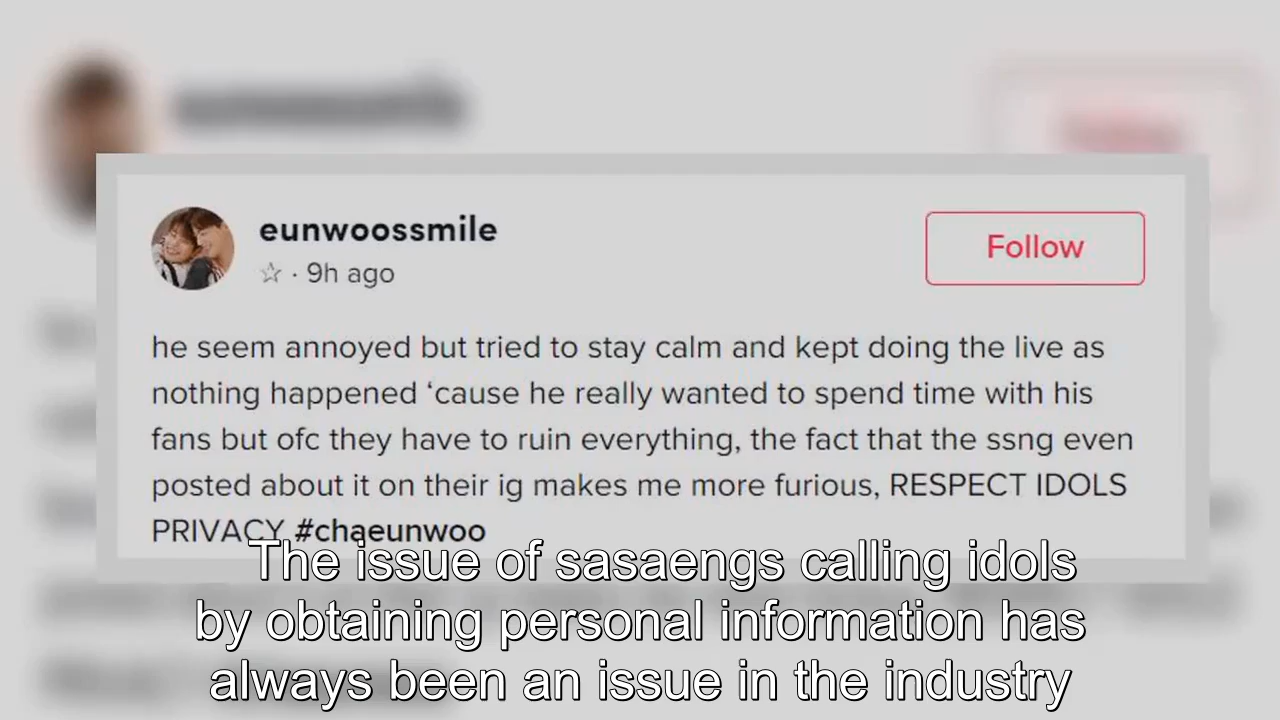 eunwoossmile
☆ · 9h ago
Follow
he seem annoyed but tried to stay calm and kept doing the live as
nothing happened ‘cause he really wanted to spend time with his
fans but ofc they have to ruin everything, the fact that the ssng even
posted about it on their ig makes me more furious, RESPECT IDOLS
PRIVACY #chaeunwoo
The issue of sasaengs calling idols
by obtaining personal information has
always been an issue in the industry